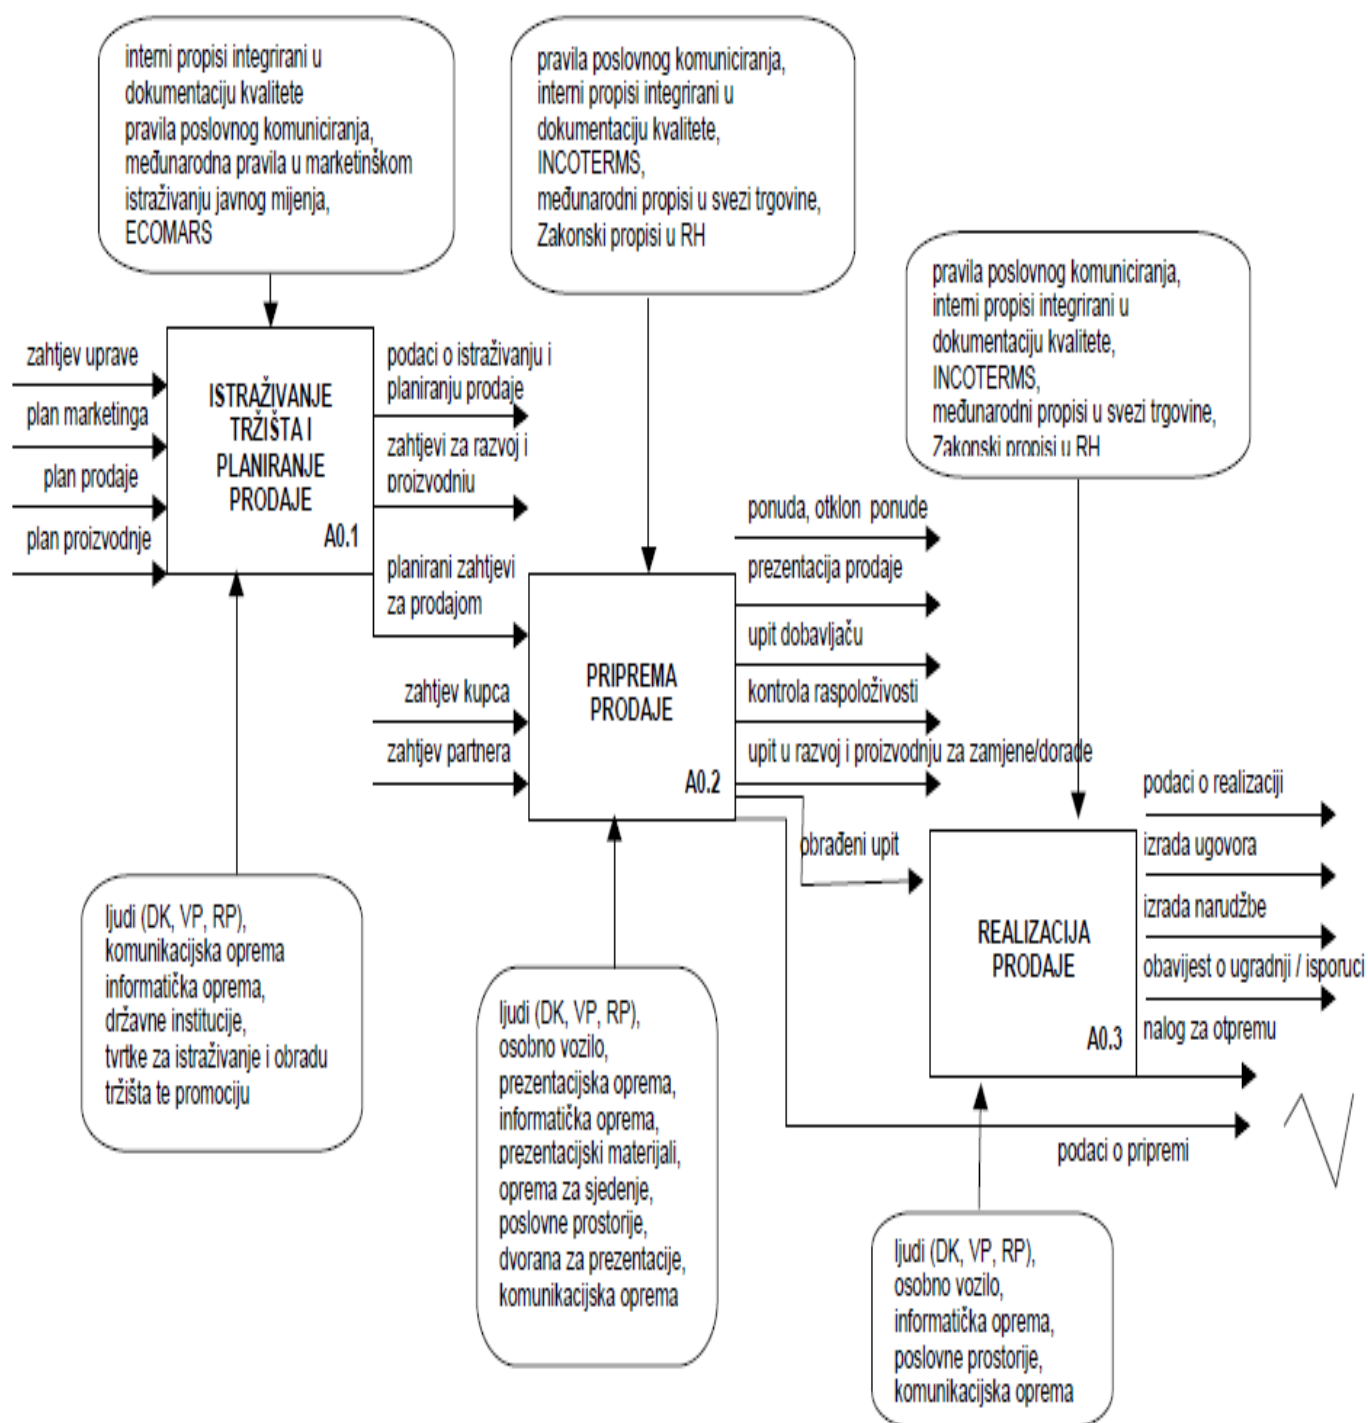 interni propisi integrirani u
dokumentaciju kvalitete
pravila poslovnog komuniciranja,
međunarodna pravila u marketinškom
istraživanju javnog mijenja,
ECOMARS
pravila poslovnog komuniciranja,
interni propisi integrirani u
dokumentaciju kvalitete,
INCOTERMS,
međunarodni propisi u svezi trgovine,
Zakonski propisi u RH
pravila poslovnog komuniciranja,
interni propisi integrirani u
dokumentaciju kvalitete,
INCOTERMS,
međunarodni propisi u svezi trgovine,
Zakonski propisi u RH
zahtjev uprave
plan marketinga
plan prodaje
plan proizvodnje
ISTRAŽIVANJE
TRŽIŠTA I
PLANIRANJE
PRODAJE
A0.1
podaci o istraživanju i
planiranju prodaje
zahtjevi za razvoj i
proizvodnju
planirani zahtjevi
za prodajom
zahtjev kupca
zahtjev partnera
PRIPREMA
PRODAJE
A0.2
ponuda, otklon ponude
prezentacija prodaje
upit dobavljaču
kontrola raspoloživosti
upit u razvoj i proizvodnju za zamjene/dorade
obrađeni upit
REALIZACIJA
PRODAJE
A0.3
podaci o realizaciji
izrada ugovora
izrada narudžbe
obavijest o ugradnji / isporuci
nalog za otpremu
podaci o pripremi
ljudi (DK, VP, RP),
komunikacijska oprema
informatička oprema,
državne institucije,
tvrtke za istraživanje i obradu
tržišta te promociju
ljudi (DK, VP, RP),
osobno vozilo,
prezentacijska oprema,
informatička oprema,
prezentacijski materijali,
oprema za sjedenje,
poslovne prostorije,
dvorana za prezentacije,
komunikacijska oprema
ljudi (DK, VP, RP),
osobno vozilo,
informatička oprema,
poslovne prostorije,
komunikacijska oprema